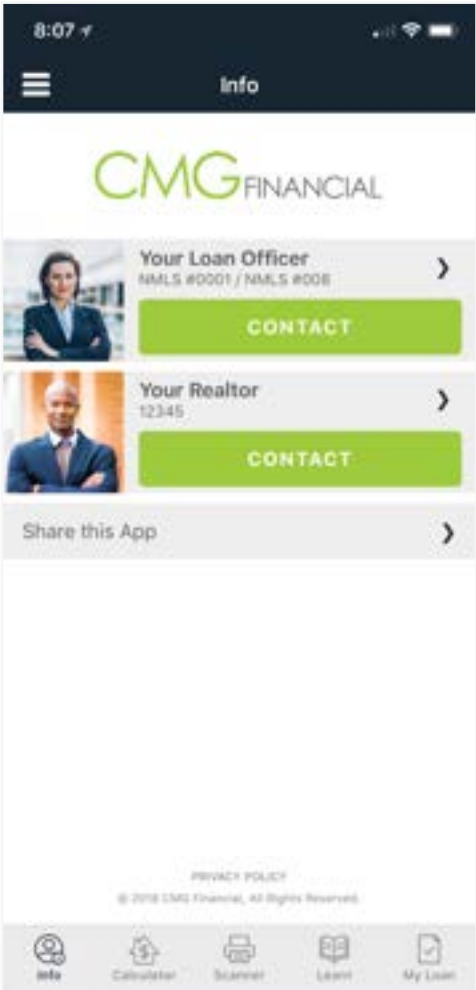 8:07
Info
CMG FINANCIAL
Your Loan Officer
NMLS #0001 / NMLS #008
CONTACT
Your Realtor
12345
CONTACT
Share this App
PRIVACY POLICY
© 2018 CMG Financial, All Rights Reserved.
Info Calculator Scanner Learn My Loan